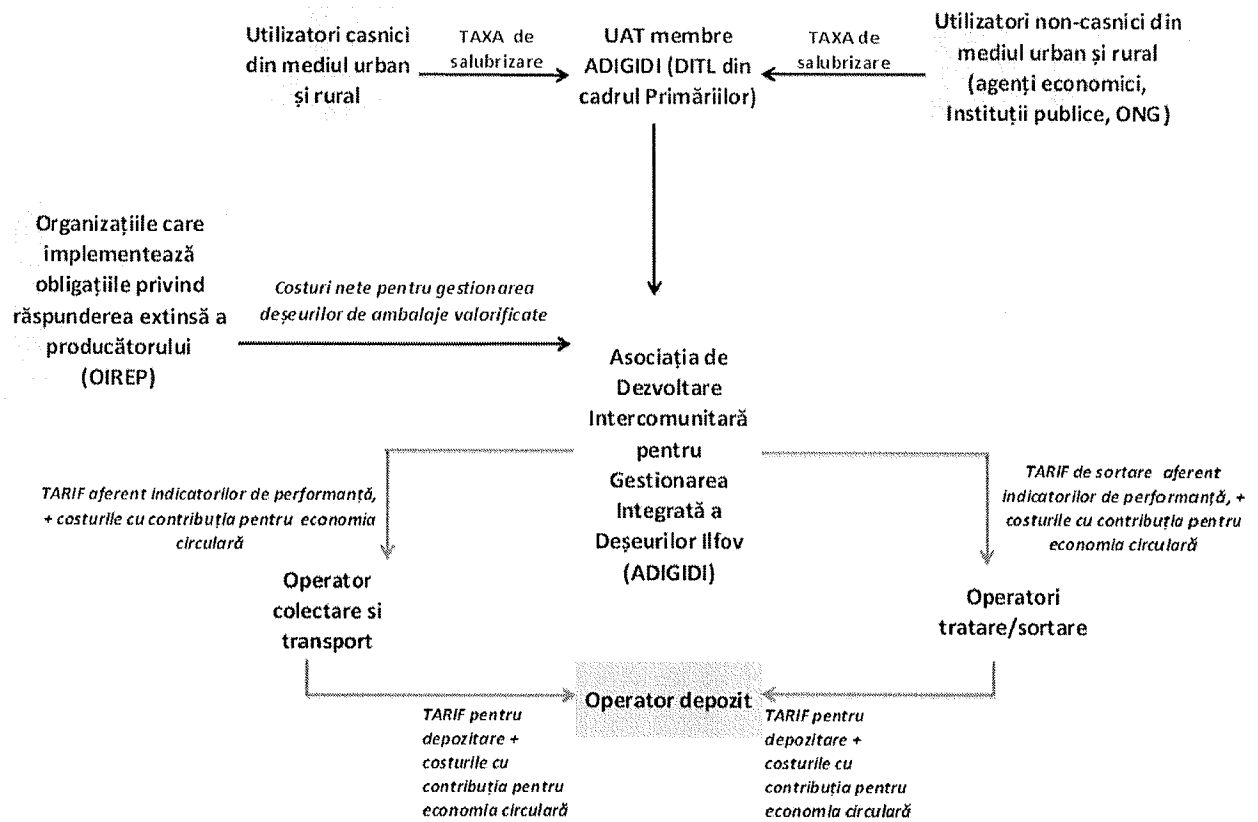 Utilizatori casnici
din mediul urban
și rural
TAXA de
salubrizare
UAT membre
ADIGIDI (DITL din
cadrul Primăriilor)
TAXA de
salubrizare
Utilizatori non-casnici din
mediul urban și rural
(agenți economici,
Instituții publice, ONG)
Organizațiile care
implementează
obligațiile privind
răspunderea extinsă a
producătorului
(OIREP)
Costuri nete pentru gestionarea
deșeurilor de ambalaje valorificate
Asociația de
Dezvoltare
Intercomunitară
pentru
Gestionarea
Integrată a
Deșeurilor Ilfov
(ADIGIDI)
TARIF aferent indicatorilor de performanță,
+ costurile cu contribuția pentru economia
circulară
TARIF de sortare aferent
indicatorilor de performanță, +
costurile cu contribuția pentru
economia circulară
Operator
colectare si
transport
Operatori
tratare/sortare
Operator depozit
TARIF pentru
depozitare +
costurile cu
contribuția pentru
economia circulară
TARIF pentru
depozitare +
costurile cu
contribuția pentru
economia circulară